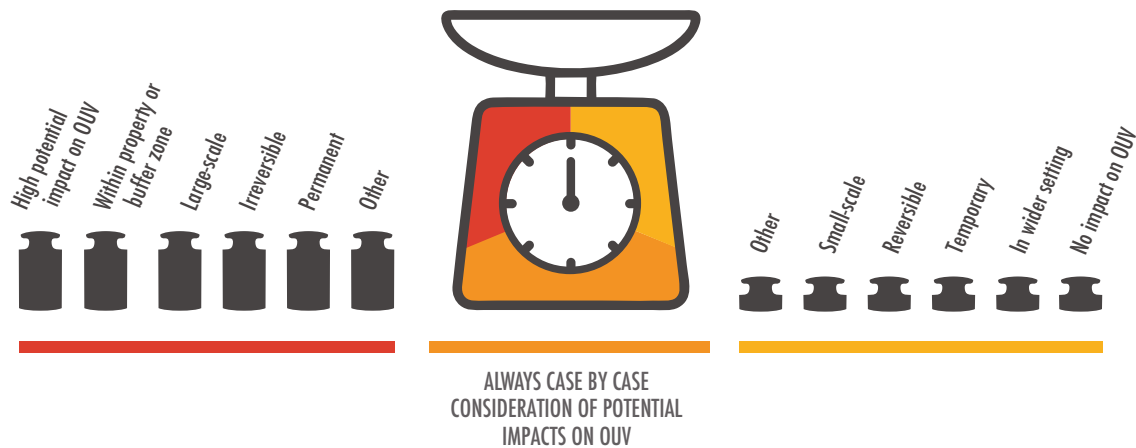 High potential
impact on OUV
Within property or
buffer zone
Large-scale
Irreversible
Permanent
Other
Other
Small-scale
Reversible
Temporary
In wider setting
No impact on OUV
ALWAYS CASE BY CASE
CONSIDERATION OF POTENTIAL
IMPACTS ON OUV